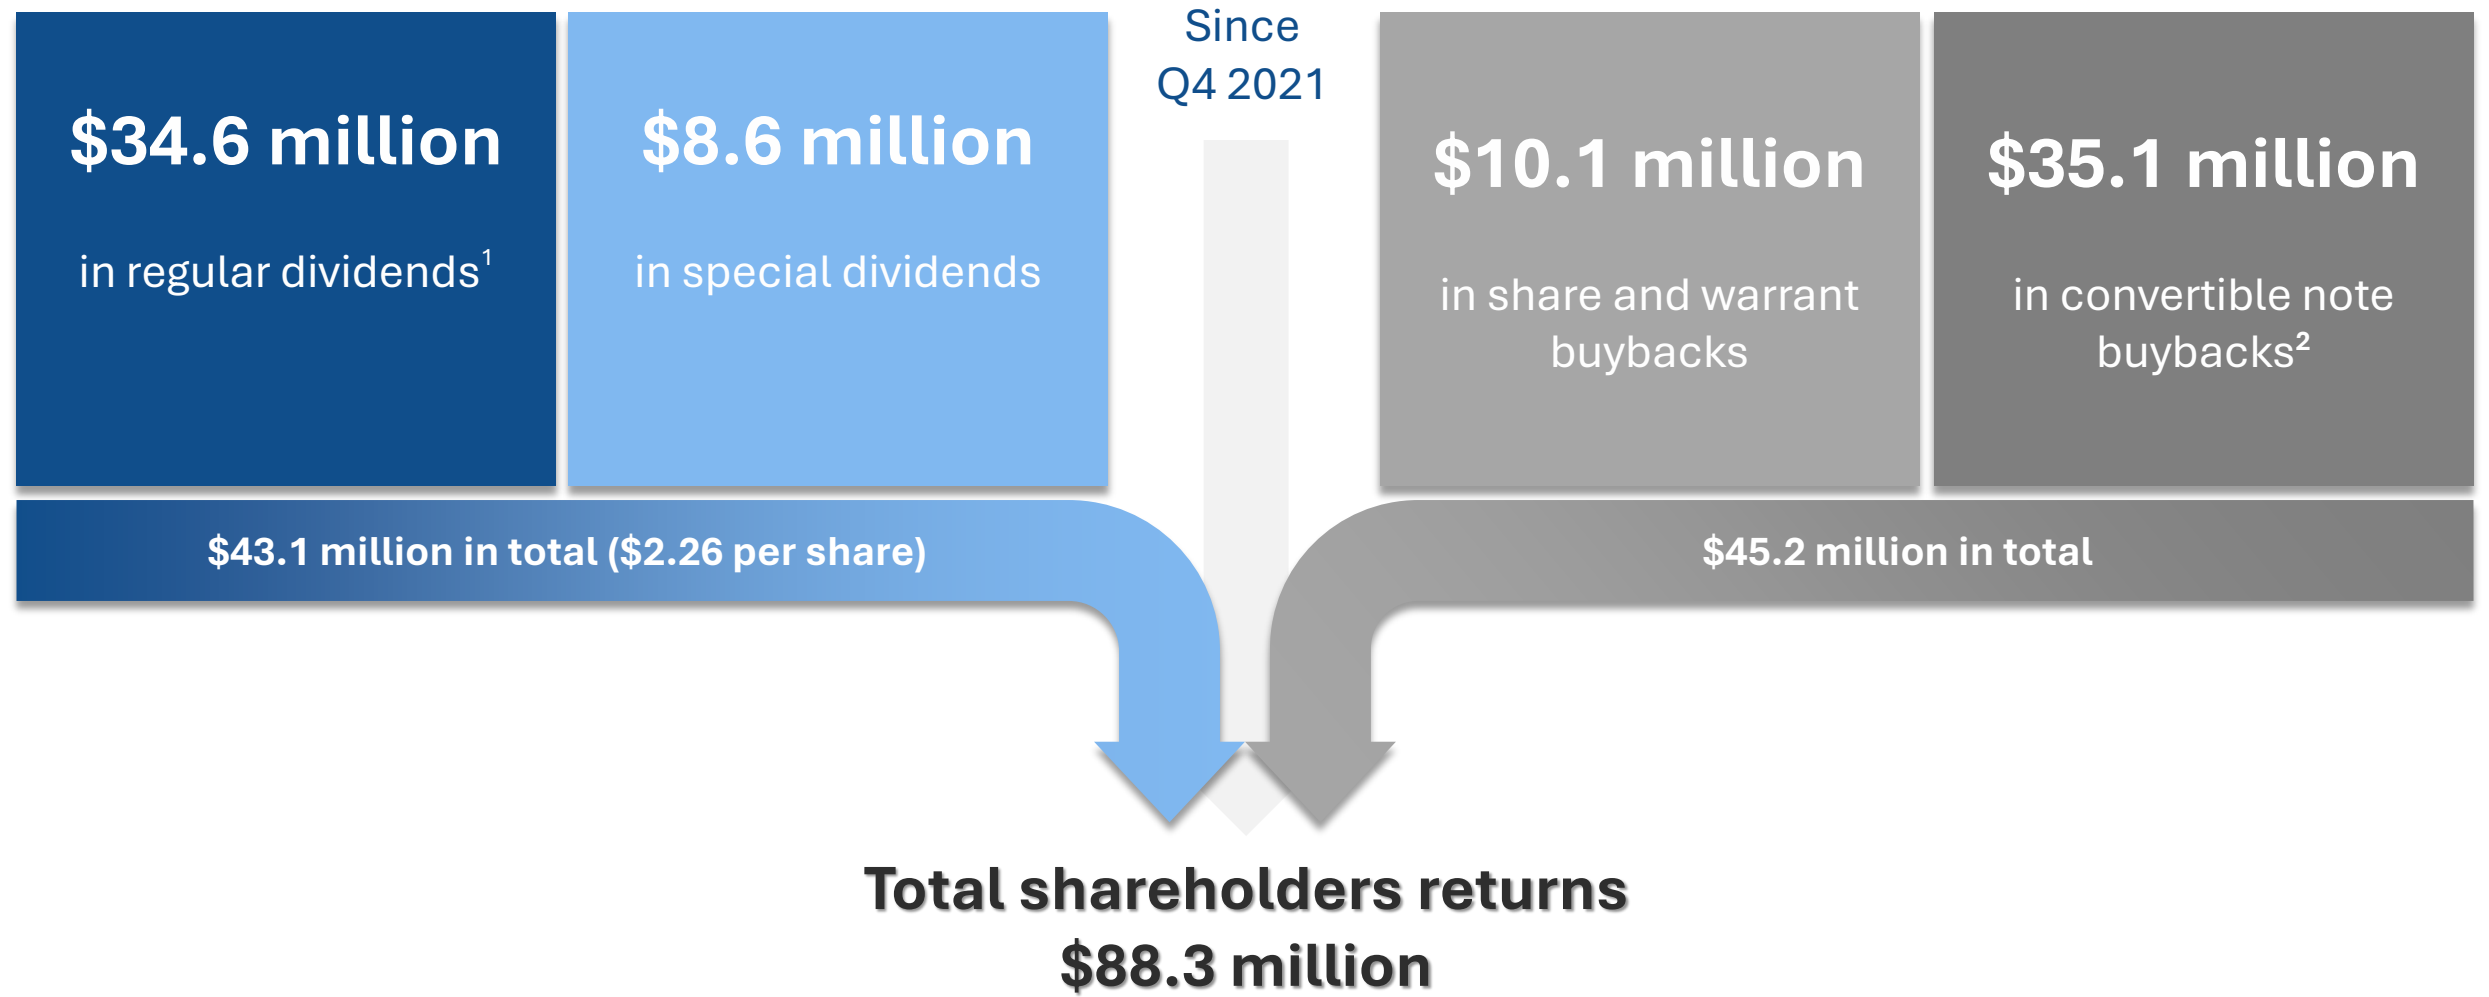 $34.6 million
in regular dividends¹
$8.6 million
in special dividends
Since
Q4 2021
$10.1 million
in share and warrant
buybacks
$35.1 million
in convertible note
buybacks²
$43.1 million in total ($2.26 per share)
$45.2 million in total
Total shareholders returns
$88.3 million